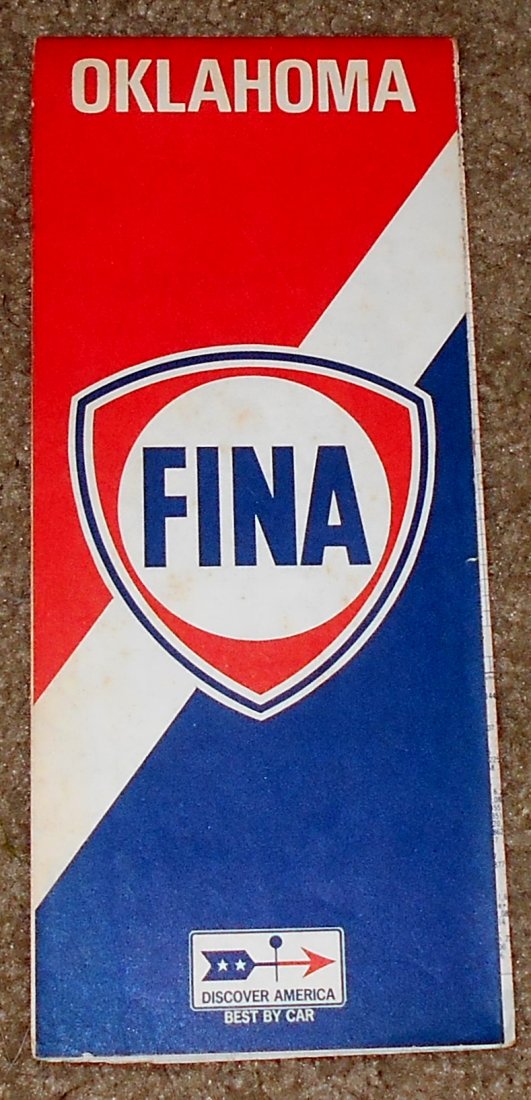 OKLAHOMA
FINA
DISCOVER AMERICA
BEST BY CAR